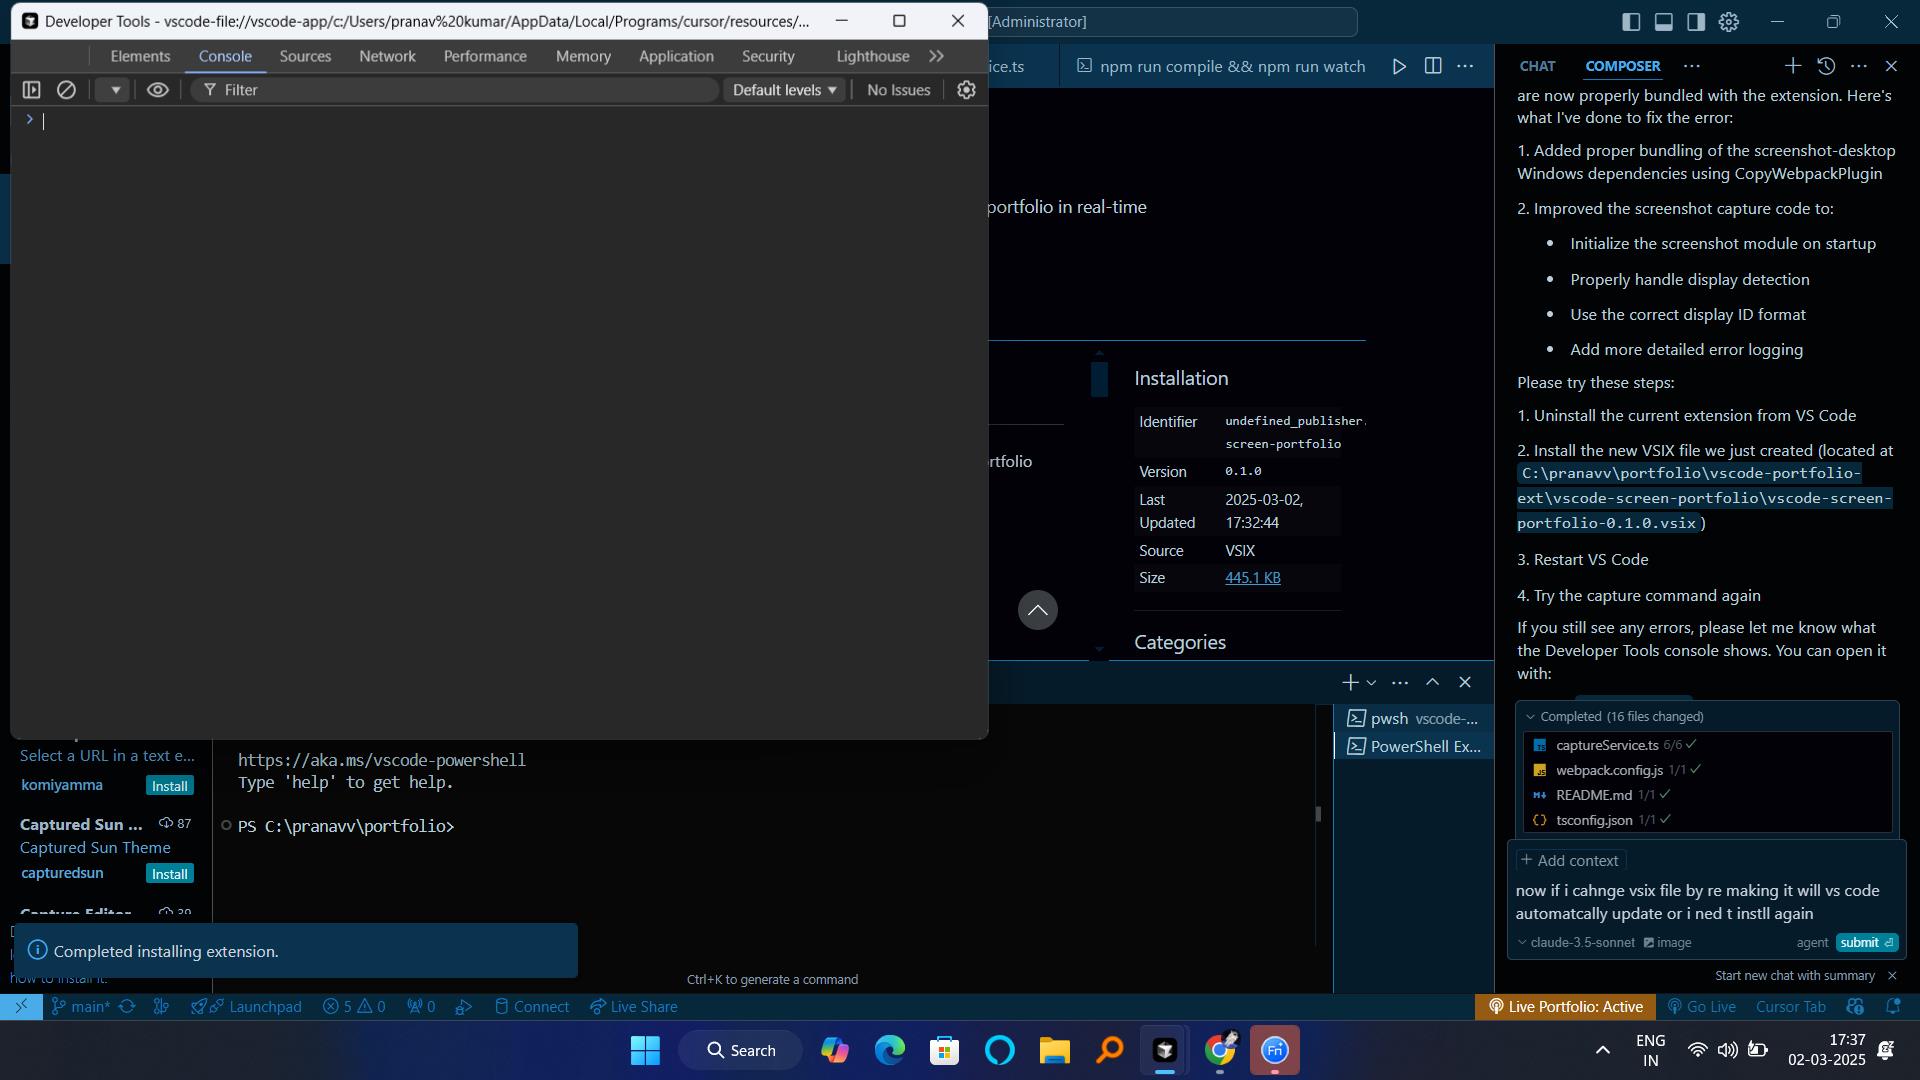 Developer Tools - vscode-file://vscode-app/c:/Users/pranav%20kumar/AppData/Local/Programs/cursor/resources/...
Elements Console Sources Network Performance Memory Application Security Lighthouse
Filter Default levels No Issues
[Administrator]
ice.ts npm run compile && npm run watch
portfolio in real-time
rtfolio
Installation
Identifier undefined_publisher.
screen-portfolio
Version 0.1.0
Last 2025-03-02,
Updated 17:32:44
Source VSIX
Size 445.1 KB
Categories
CHAT COMPOSER
are now properly bundled with the extension. Here's
what I've done to fix the error:
1. Added proper bundling of the screenshot-desktop
Windows dependencies using CopyWebpackPlugin
2. Improved the screenshot capture code to:
Initialize the screenshot module on startup
Properly handle display detection
Use the correct display ID format
Add more detailed error logging
Please try these steps:
1. Uninstall the current extension from VS Code
2. Install the new VSIX file we just created (located at
C:\pranavv\portfolio\vscode-portfolio-
ext\vscode-screen-portfolio\vscode-screen-
portfolio-0.1.0.vsix )
3. Restart VS Code
4. Try the capture command again
If you still see any errors, please let me know what
the Developer Tools console shows. You can open it
with:
Completed (16 files changed)
captureService.ts 6/6
webpack.config.js 1/1
README.md 1/1
tsconfig.json 1/1
+ Add context
now if i cahnge vsix file by re making it will vs code
automatcally update or i ned t instll again
claude-3.5-sonnet image agent submit
Start new chat with summary
pwsh vscode-...
PowerShell Ex...
Select a URL in a text e...
komiyamma Install
Captured Sun ... 87
Captured Sun Theme
capturedsun Install
Capture Editor 39
how to install it.
https://aka.ms/vscode-powershell
Type 'help' to get help.
PS C:\pranavv\portfolio>
Completed installing extension.
Ctrl+K to generate a command
main* Launchpad 5 0 0 Connect Live Share
Live Portfolio: Active Go Live Cursor Tab
Search
ENG
IN
17:37
02-03-2025